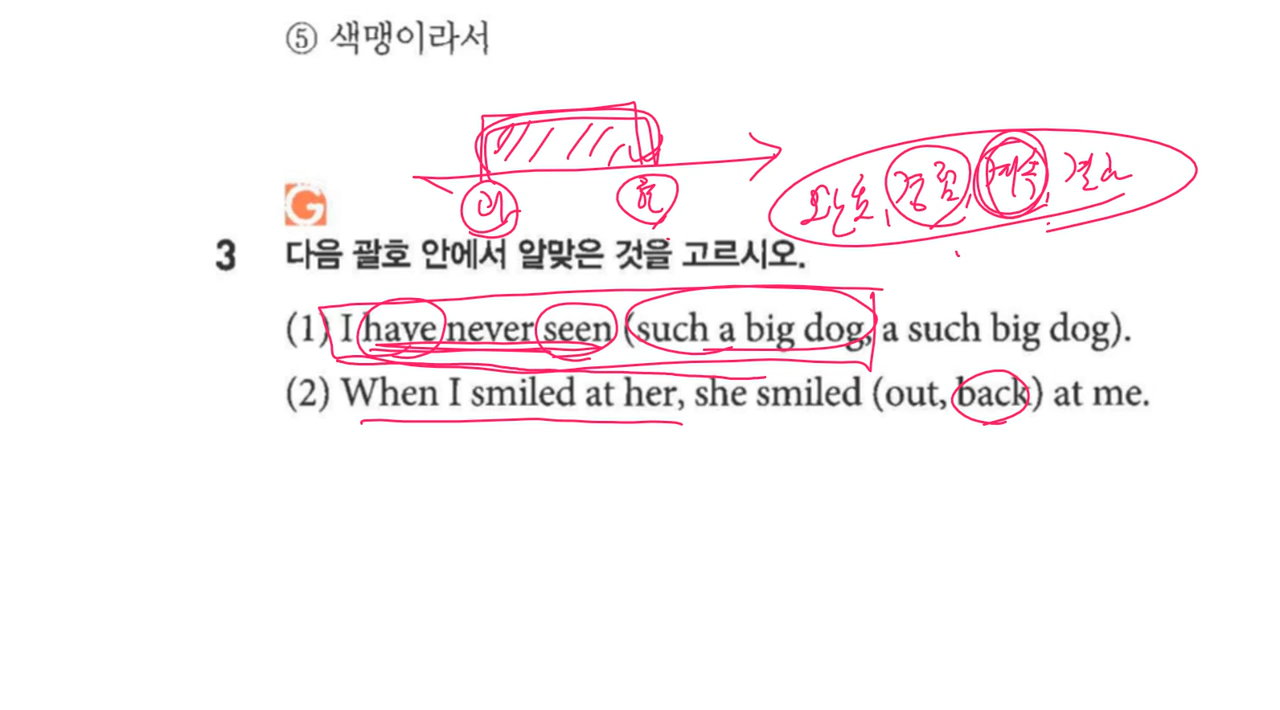 ⑤ 색맹이라서
완료, 경험, 계속, 결과
과 현
G
3 다음 괄호 안에서 알맞은 것을 고르시오.
(1) I have never seen (such a big dog, a such big dog).
(2) When I smiled at her, she smiled (out, back) at me.